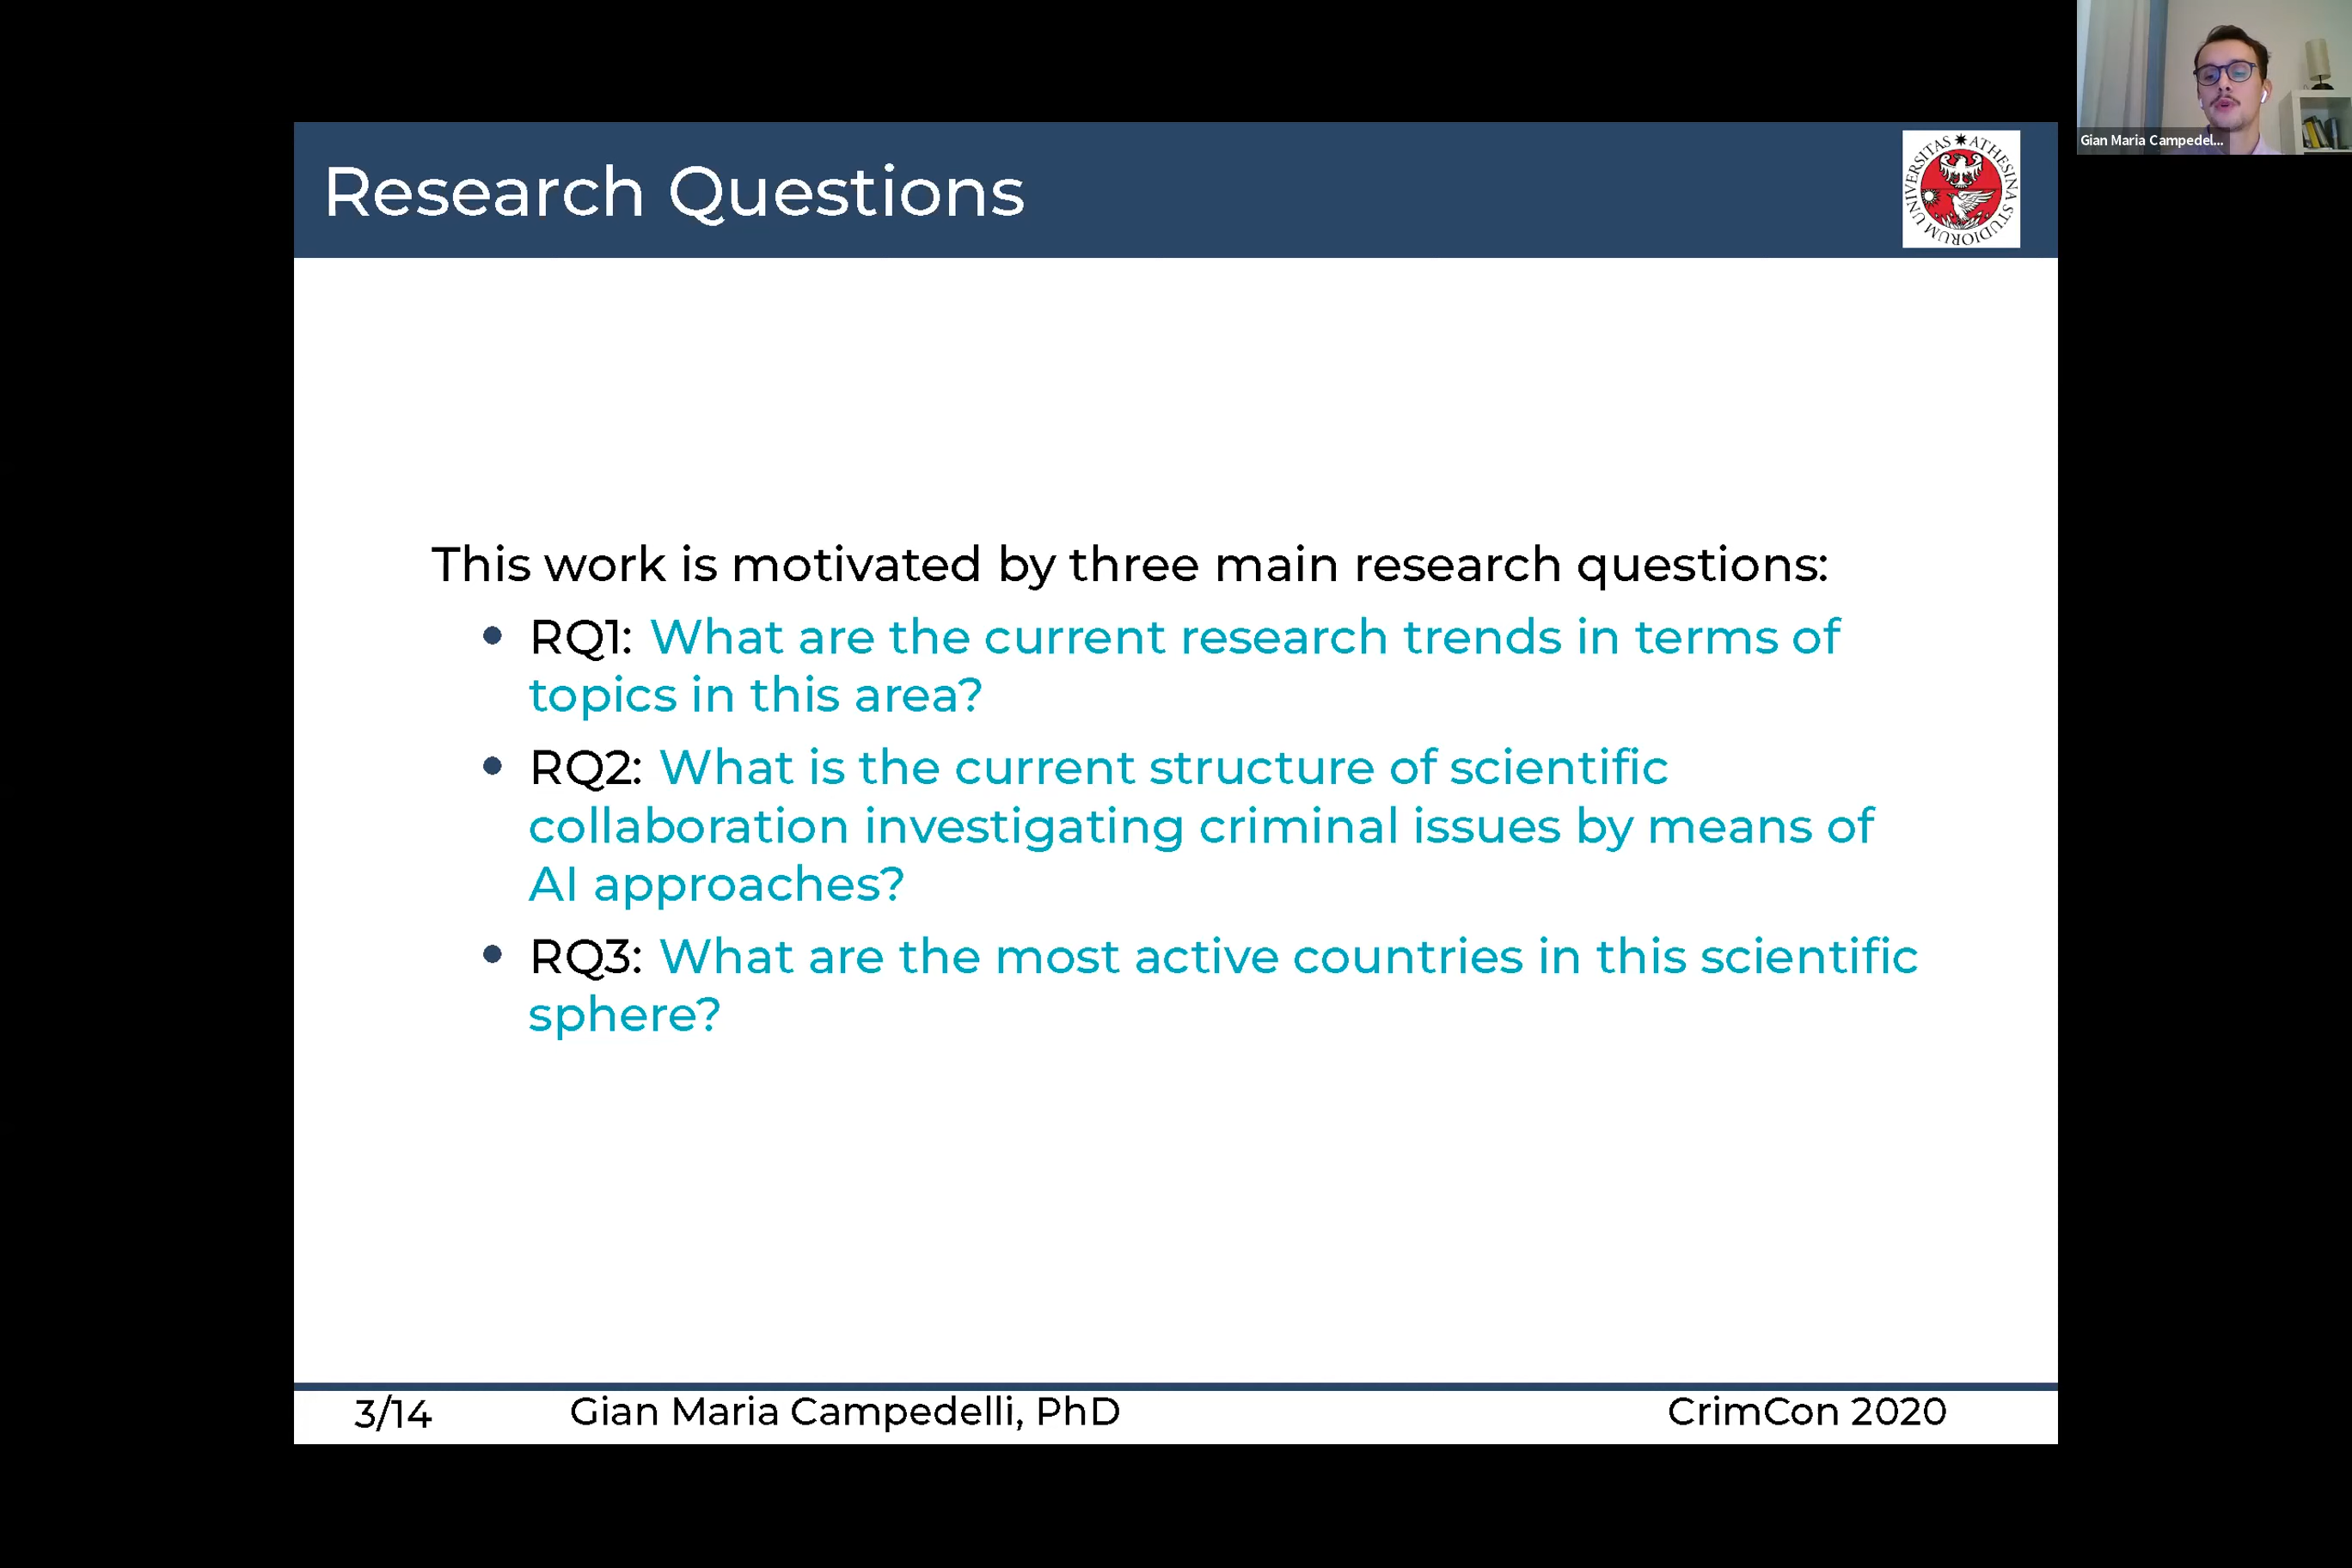 Research Questions
UNIVERSITAS ATHESINA STUDIORUM
Gian Maria Campedel...
This work is motivated by three main research questions:
• RQ1: What are the current research trends in terms of
topics in this area?
• RQ2: What is the current structure of scientific
collaboration investigating criminal issues by means of
AI approaches?
• RQ3: What are the most active countries in this scientific
sphere?
3/14 Gian Maria Campedelli, PhD CrimCon 2020